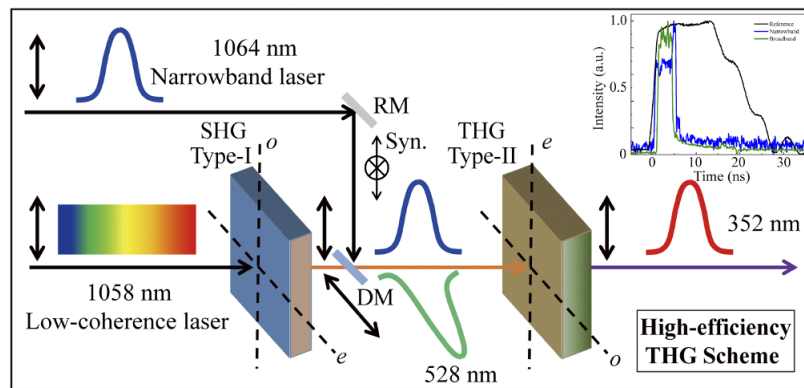 1064 nm
Narrowband laser
RM
SHG
Type-I
o
Syn.
THG
Type-II
e
Intensity (a.u.)
1.0
0.5
0
Reference
Narrowband
Broadband
-5 0 10 20 30
Time (ns)
352 nm
1058 nm
Low-coherence laser
e
DM
528 nm
o
High-efficiency
THG Scheme